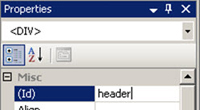 Properties
<DIV>
A
Z
Misc
(Id) header
Align